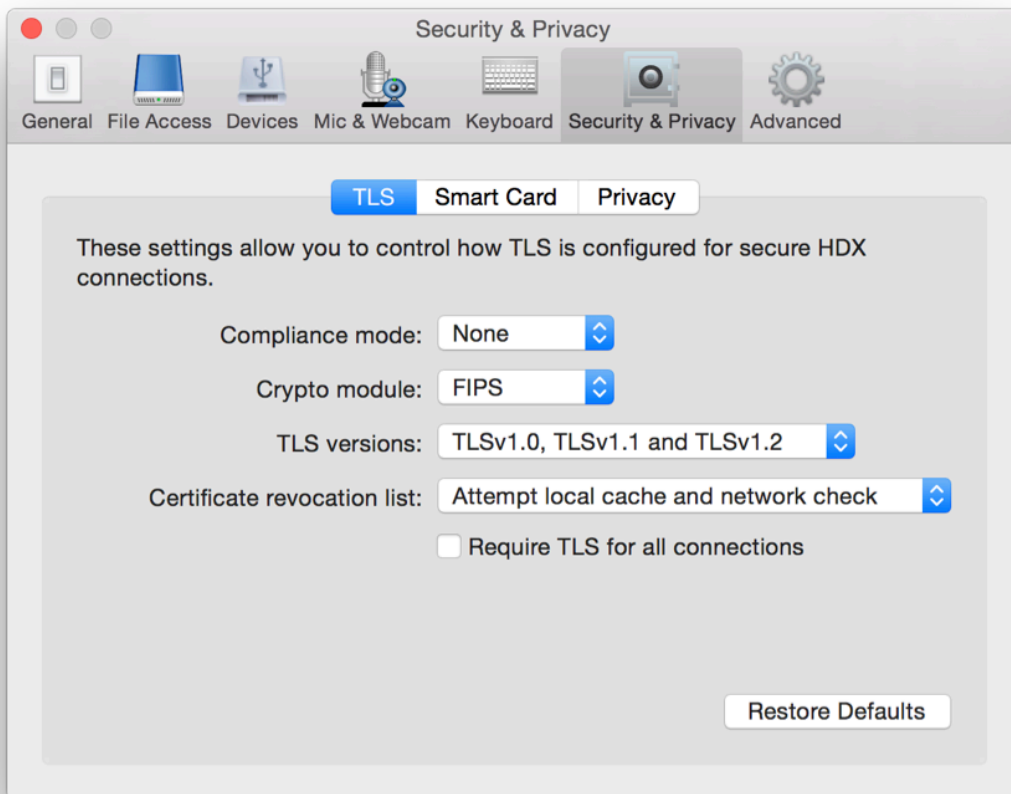 Security & Privacy
General File Access Devices Mic & Webcam Keyboard Security & Privacy Advanced
TLS Smart Card Privacy
These settings allow you to control how TLS is configured for secure HDX
connections.
Compliance mode: None
Crypto module: FIPS
TLS versions: TLSv1.0, TLSv1.1 and TLSv1.2
Certificate revocation list: Attempt local cache and network check
Require TLS for all connections
Restore Defaults